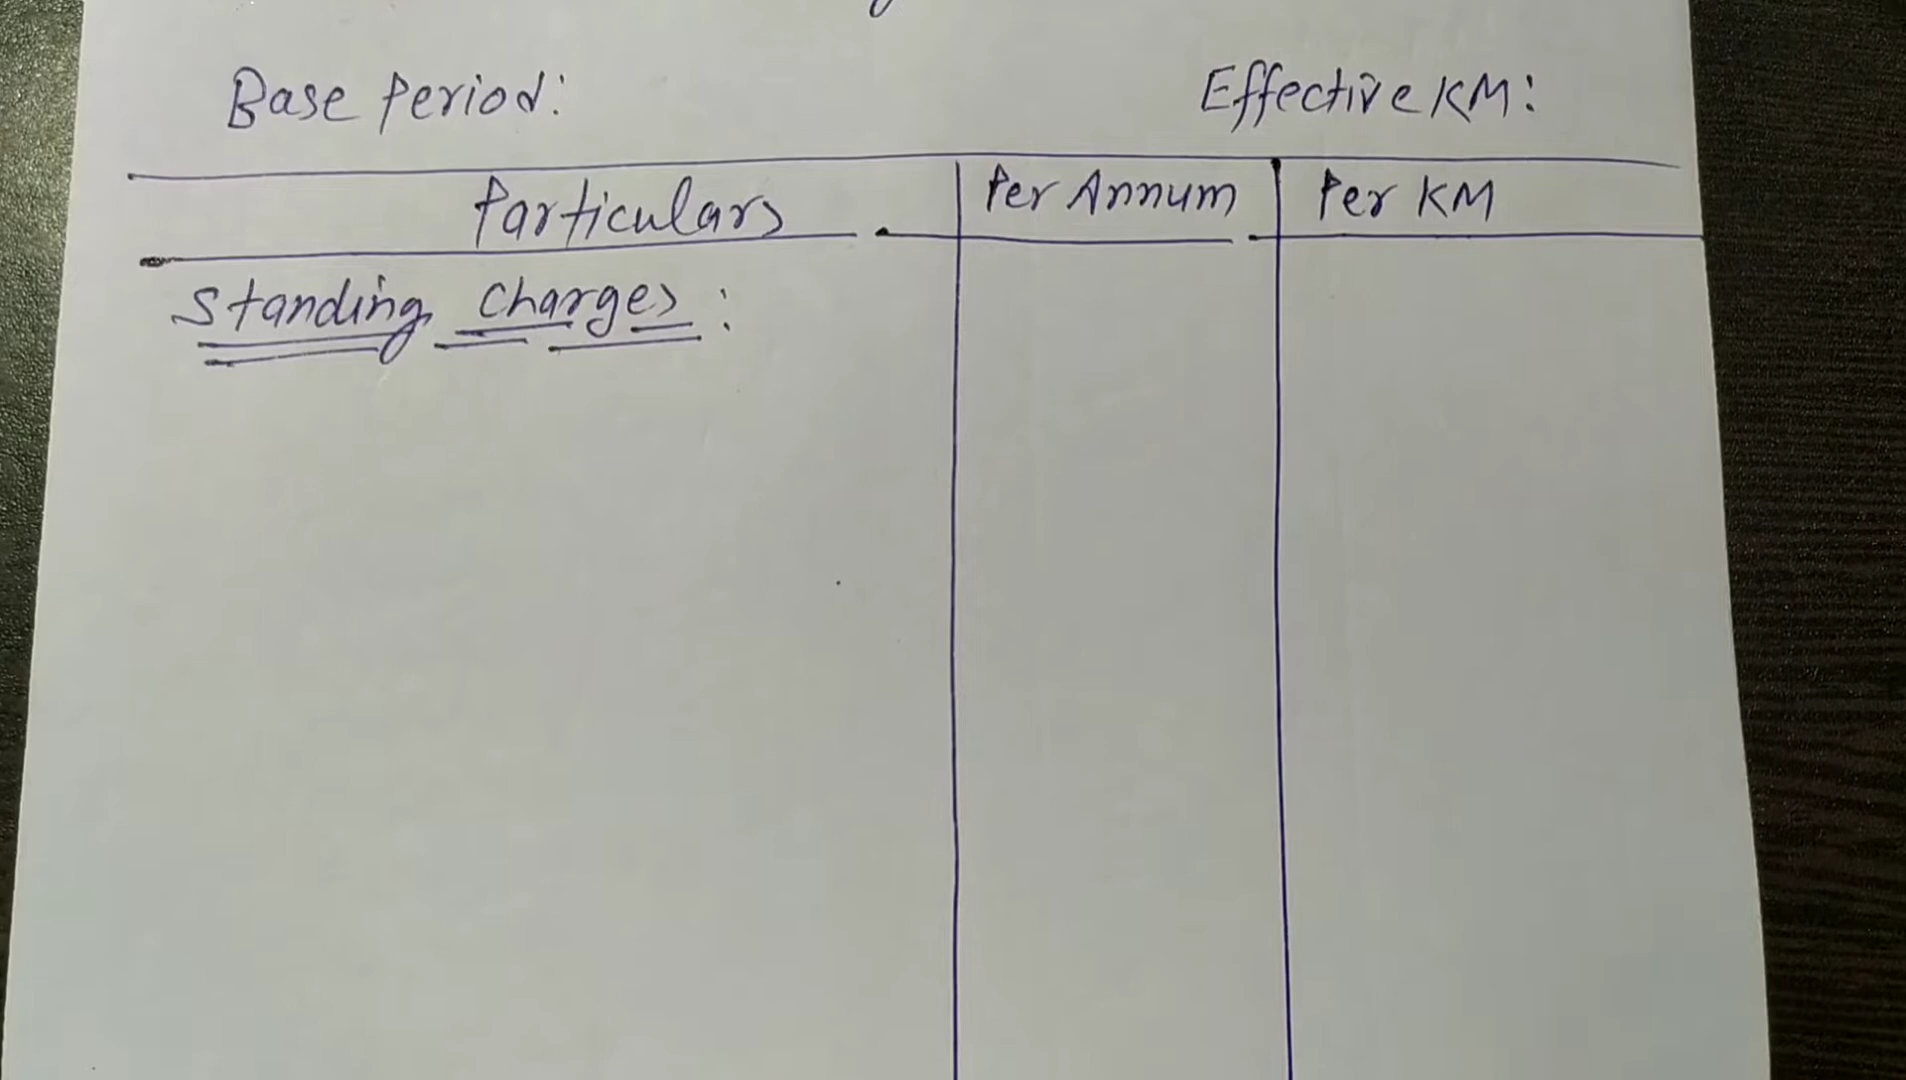 Base Period: Effective KM:
Particulars Per Annum Per KM
Standing Charges: